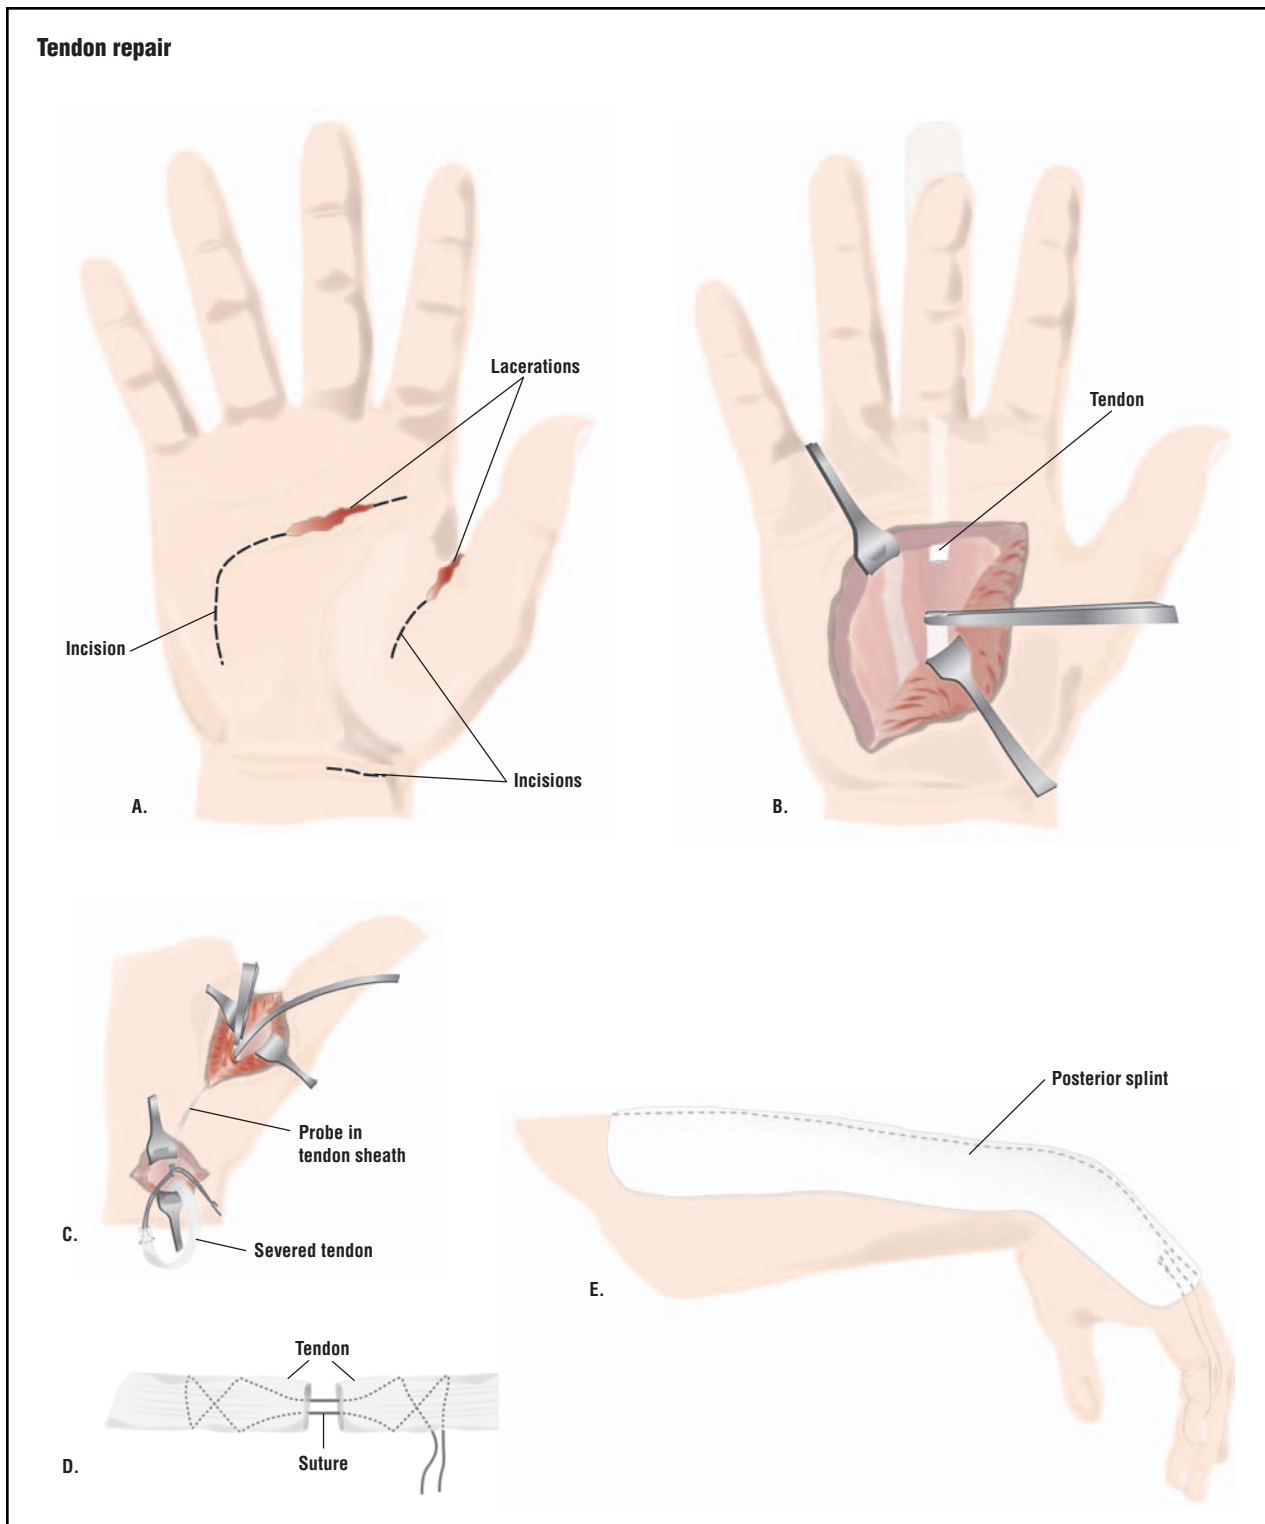 Tendon repair
Lacerations
Tendon
Incision
Incisions
A.
B.
Posterior splint
Probe in
tendon sheath
C.
Severed tendon
E.
Tendon
Suture
D.